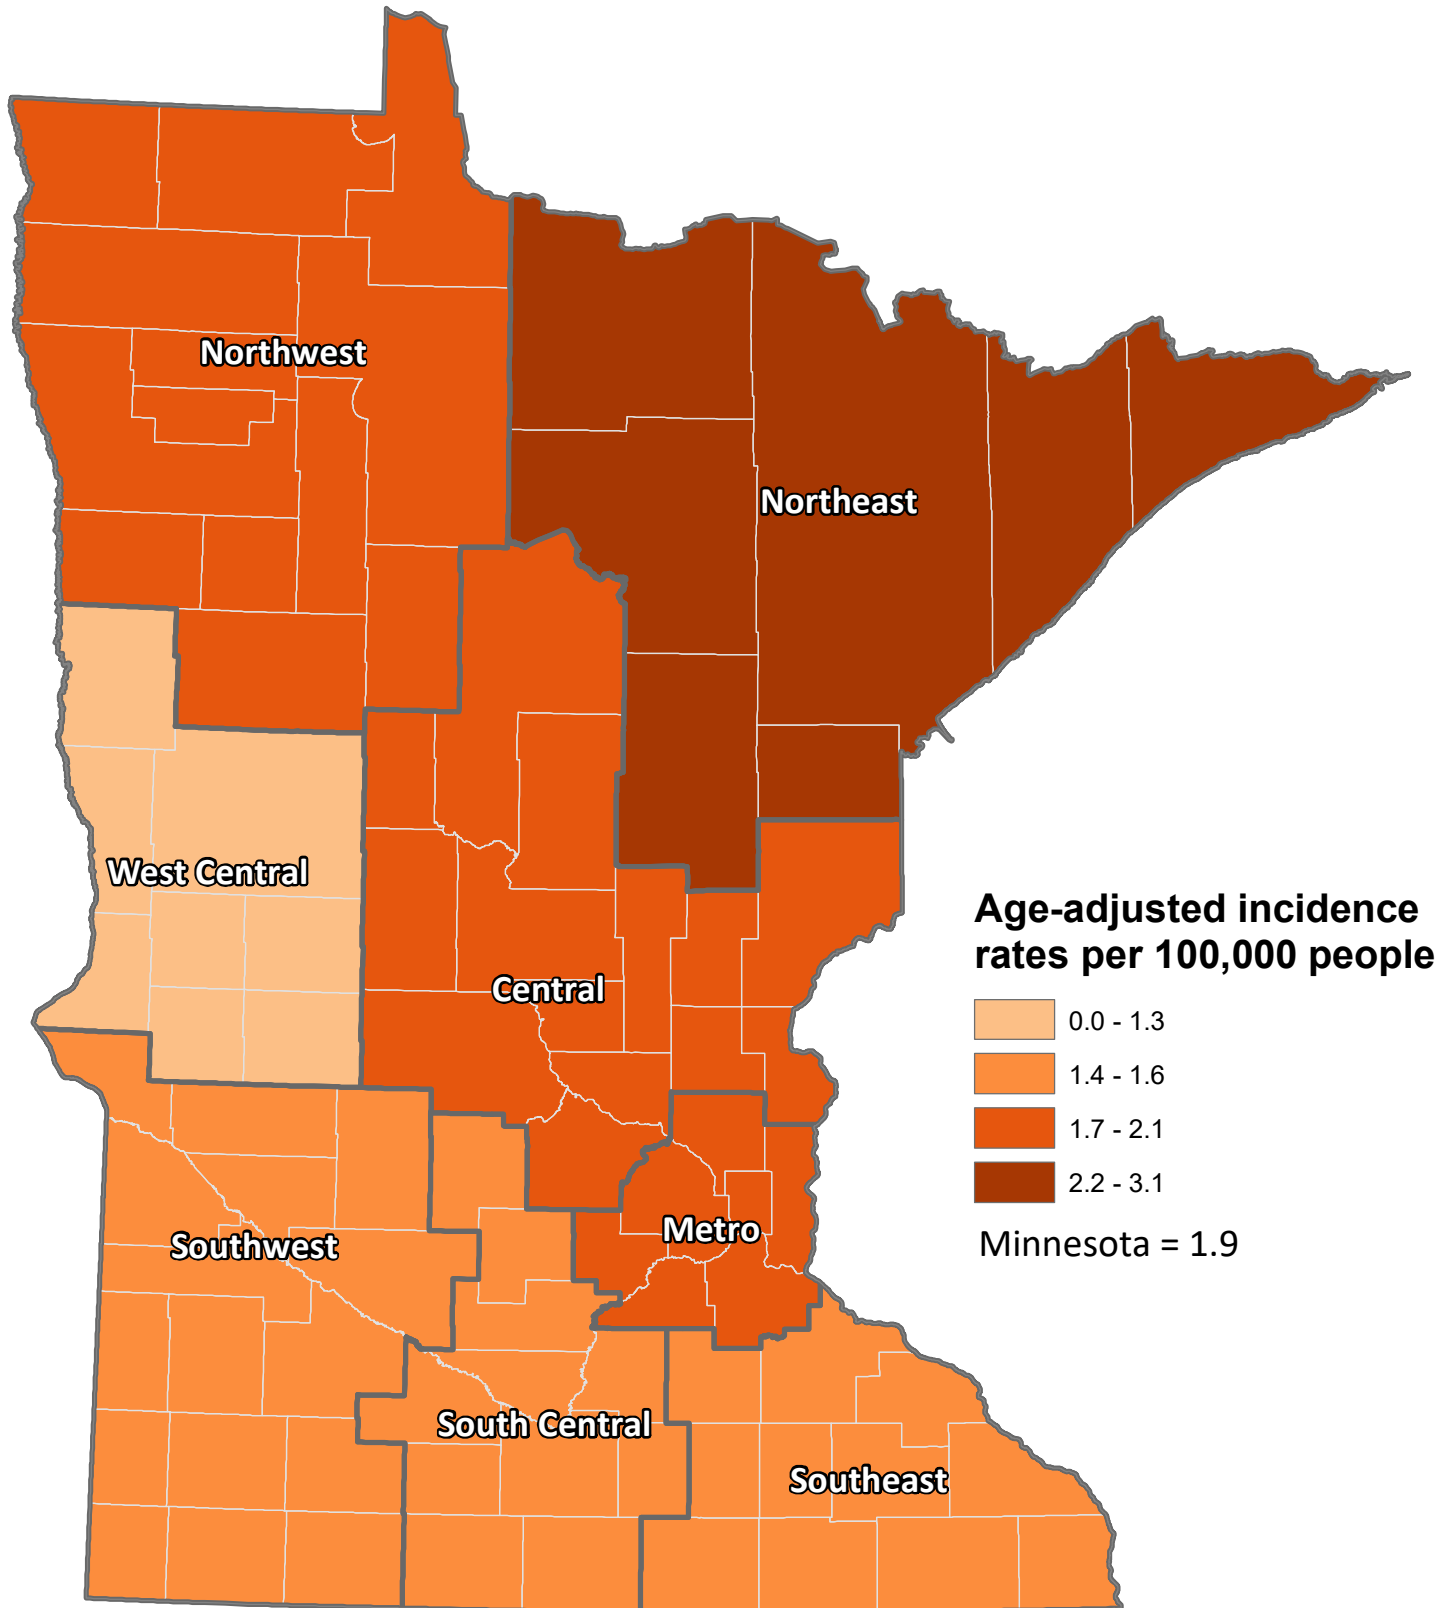 Northwest
Northeast
West Central
Central
Age-adjusted incidence
rates per 100,000 people
0.0 - 1.3
1.4 - 1.6
1.7 - 2.1
2.2 - 3.1
Minnesota = 1.9
Metro
Southwest
South Central
Southeast